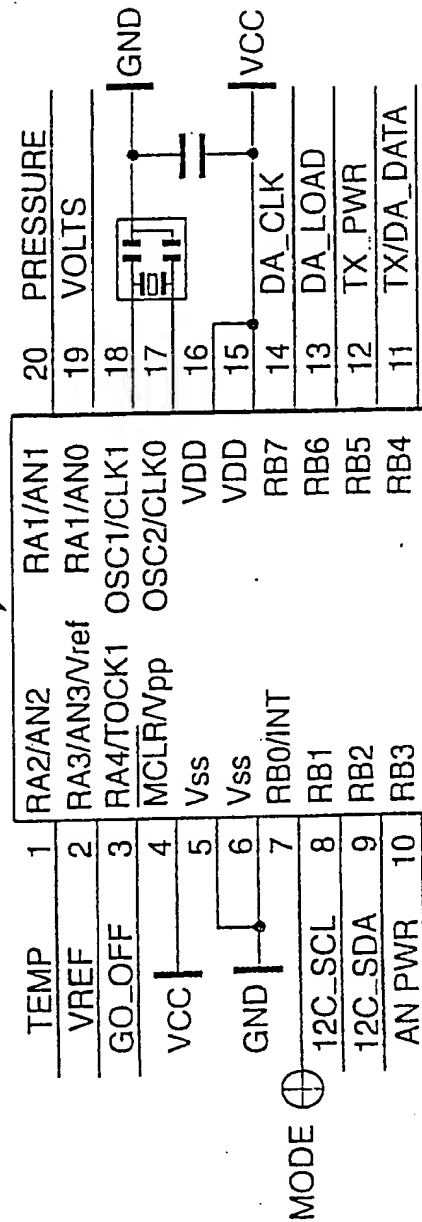 TEMP 1 RA2/AN2 RA1/AN1 20 PRESSURE
VREF 2 RA3/AN3/Vref RA1/AN0 19 VOLTS
GO_OFF 3 RA4/TOCK1 OSC1/CLK1 18 GND
4 MCLR/Vpp OSC2/CLK0 17
VCC 5 Vss VDD 16
6 Vss VDD 15 VCC
GND 7 RB0/INT RB7 14 DA_CLK
MODE 8 RB1 RB6 13 DA_LOAD
12C_SCL 9 RB2 RB5 12 TX_PWR
12C_SDA 10 RB3 RB4 11 TX/DA_DATA
AN PWR